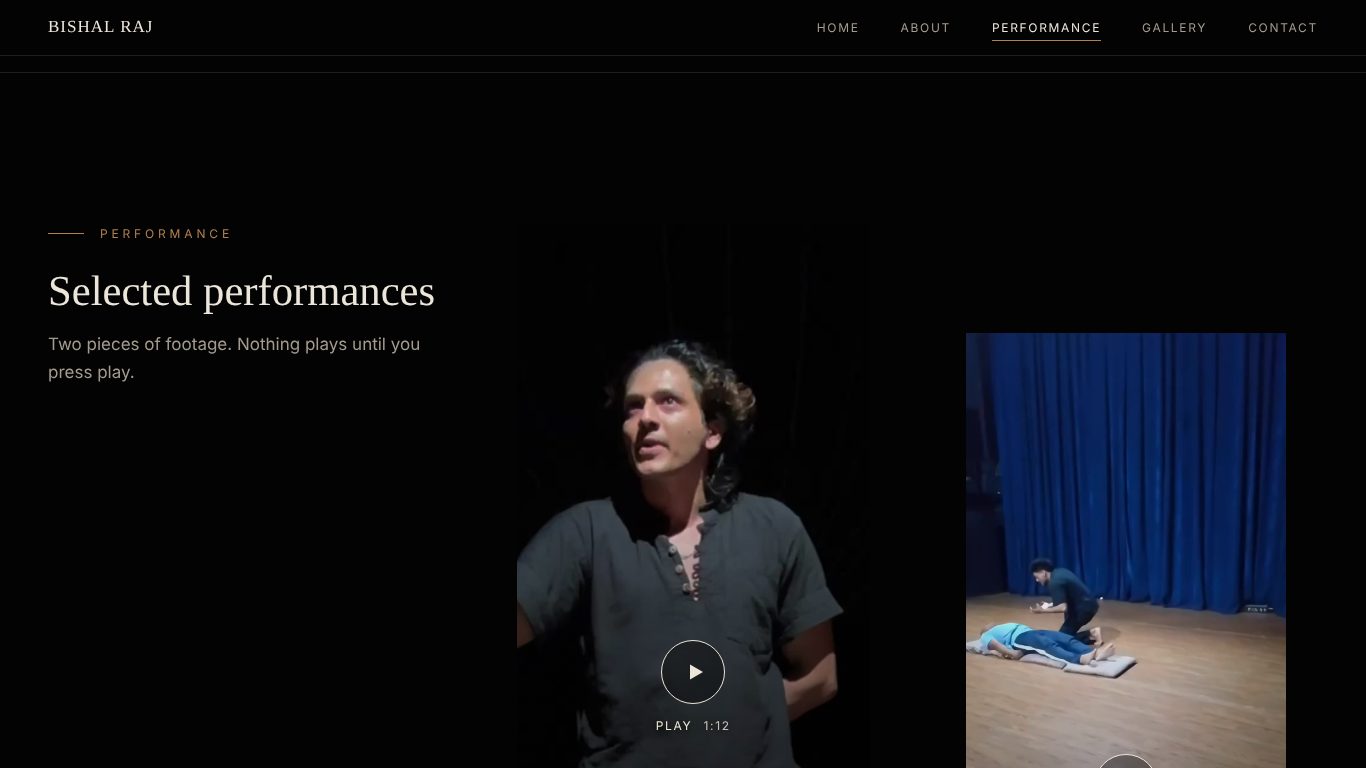 BISHAL RAJ
HOME ABOUT PERFORMANCE GALLERY CONTACT
PERFORMANCE
Selected performances
Two pieces of footage. Nothing plays until you
press play.
PLAY 1:12